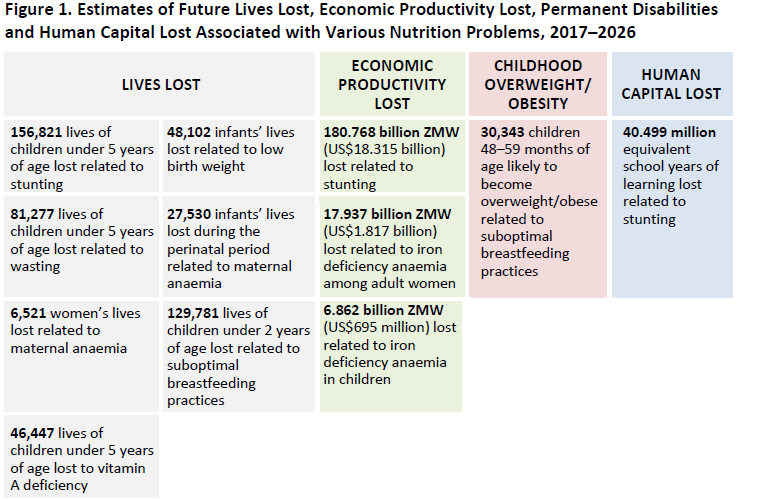 Figure 1. Estimates of Future Lives Lost, Economic Productivity Lost, Permanent Disabilities
and Human Capital Lost Associated with Various Nutrition Problems, 2017–2026
LIVES LOST
ECONOMIC
PRODUCTIVITY
LOST
CHILDHOOD
OVERWEIGHT/
OBESITY
HUMAN
CAPITAL LOST
156,821 lives of
children under 5 years
of age lost related to
stunting
48,102 infants’ lives
lost related to low
birth weight
180.768 billion ZMW
(US$18.315 billion)
lost related to
stunting
30,343 children
48–59 months of
age likely to
become
overweight/obese
related to
suboptimal
breastfeeding
practices
40.499 million
equivalent
school years of
learning lost
related to
stunting
81,277 lives of
children under 5 years
of age lost related to
wasting
27,530 infants’ lives
lost during the
perinatal period
related to maternal
anaemia
17.937 billion ZMW
(US$1.817 billion)
lost related to iron
deficiency anaemia
among adult women
6,521 women’s lives
lost related to
maternal anaemia
129,781 lives of
children under 2 years
of age lost related to
suboptimal
breastfeeding
practices
6.862 billion ZMW
(US$695 million) lost
related to iron
deficiency anaemia
in children
46,447 lives of
children under 5 years
of age lost to vitamin
A deficiency